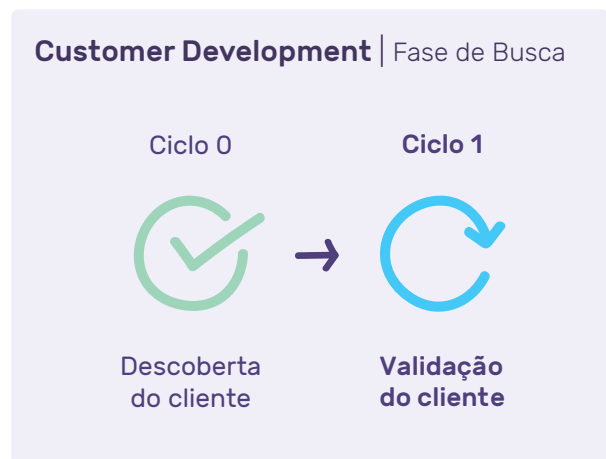 Customer Development | Fase de Busca
Ciclo 0
Ciclo 1
Descoberta
do cliente
Validação
do cliente